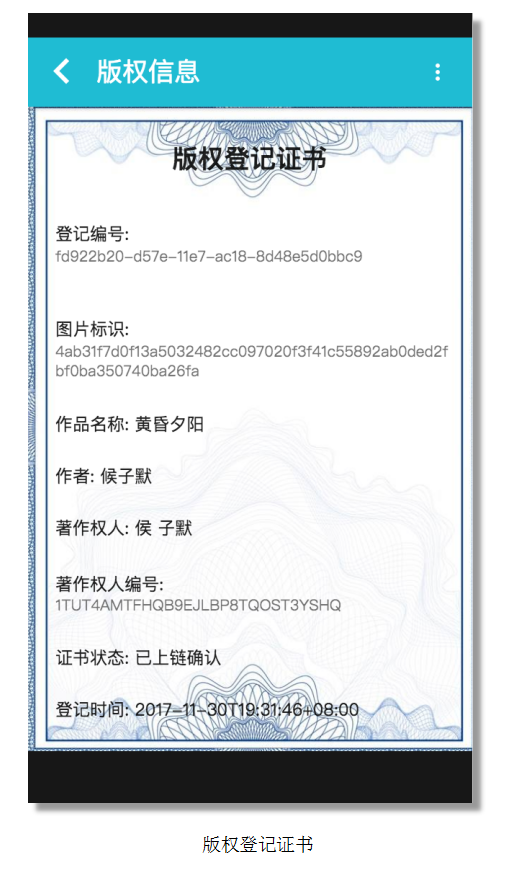 版权信息
版权登记证书
登记编号:
fd922b20-d57e-11e7-ac18-8d48e5d0bbc9
图片标识:
4ab31f7d0f13a5032482cc097020f3f41c55892ab0ded2f
bf0ba350740ba26fa
作品名称: 黄昏夕阳
作者: 候子默
著作权人: 侯 子默
著作权人编号:
1TUT4AMTFHQB9EJLBP8TQOST3YSHQ
证书状态: 已上链确认
登记时间: 2017-11-30T19:31:46+08:00
版权登记证书